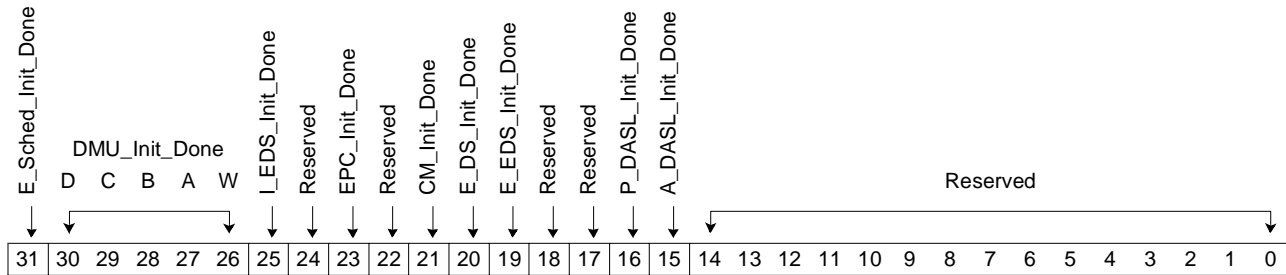 E_Sched_Init_Done
DMU_Init_Done
D C B A W
I_EDS_Init_Done
Reserved
EPC_Init_Done
Reserved
CM_Init_Done
E_DS_Init_Done
E_EDS_Init_Done
Reserved
Reserved
P_DASL_Init_Done
A_DASL_Init_Done
Reserved
31 30 29 28 27 26 25 24 23 22 21 20 19 18 17 16 15 14 13 12 11 10 9 8 7 6 5 4 3 2 1 0